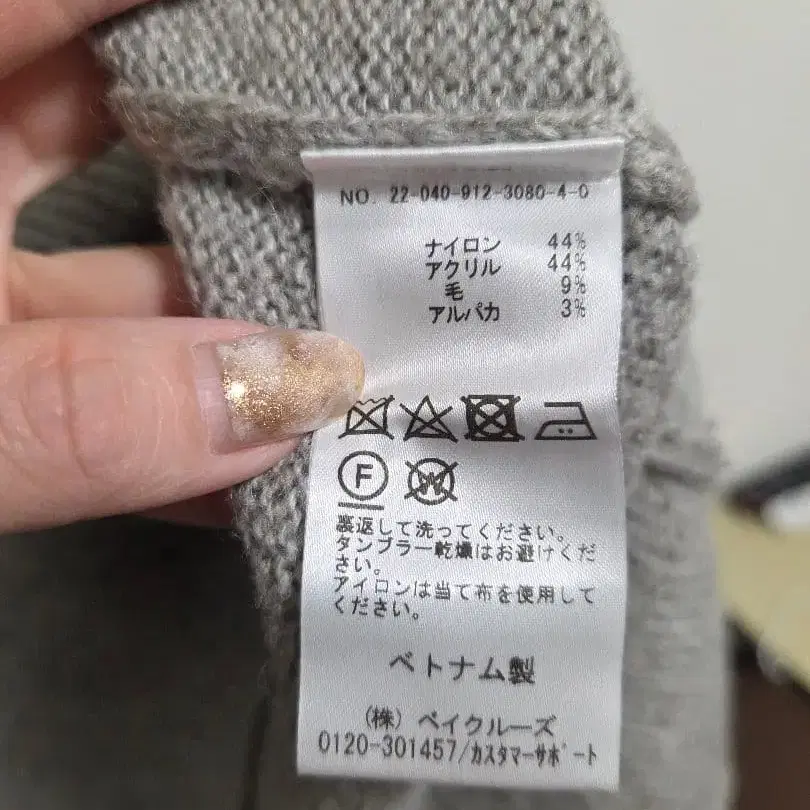 NO. 22-040-912-3080-4-0
ナイロン 44%
アクリル 44%
毛 9%
アルパカ 3%
F W
裏返して洗ってください。
タンブラー乾燥はお避けくだ
さい。
アイロンは当て布を使用して
ください。
ベトナム製
(株) ベイクルーズ
0120-301457/カスタマーサポート